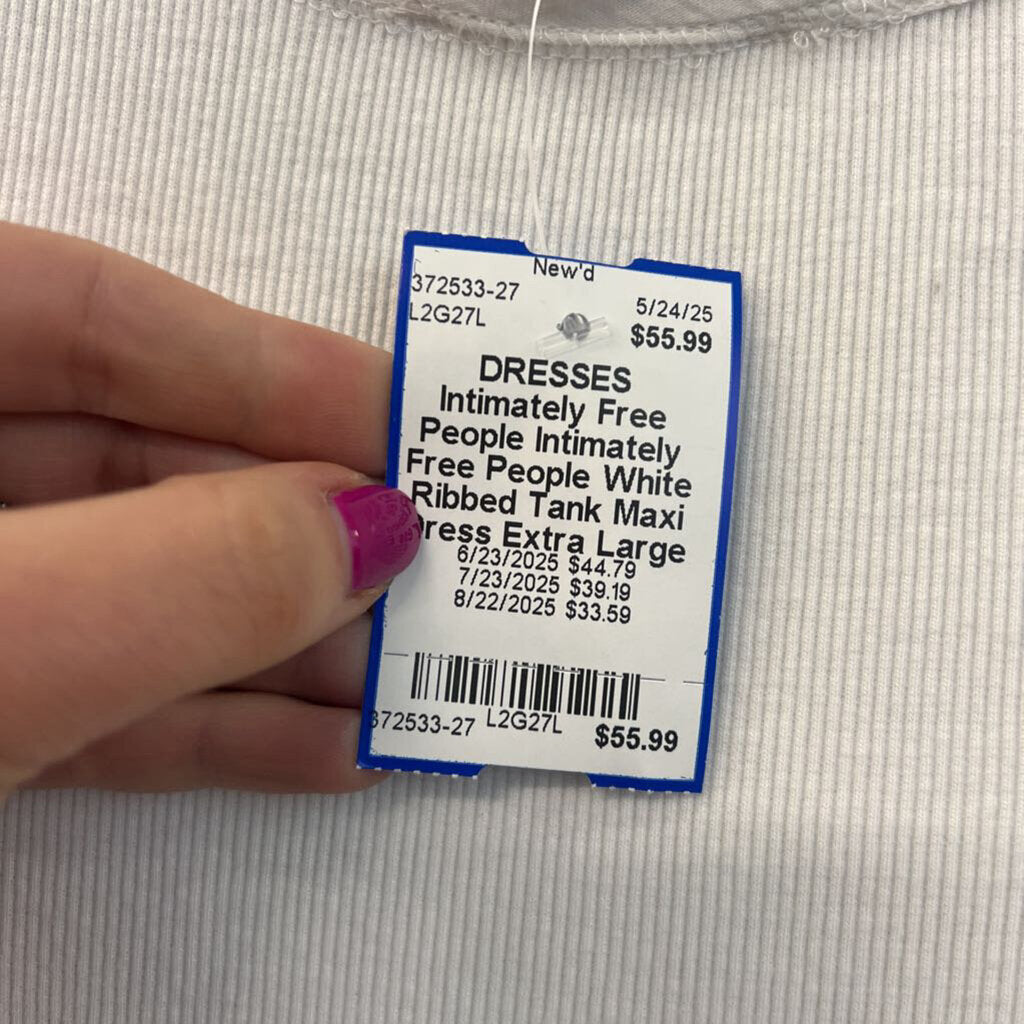 New'd
372533-27
5/24/25
L2G27L
$55.99
DRESSES
Intimately Free
People Intimately
Free People White
Ribbed Tank Maxi
Dress Extra Large
6/23/2025 $44.79
7/23/2025 $39.19
8/22/2025 $33.59
372533-27 L2G27L $55.99